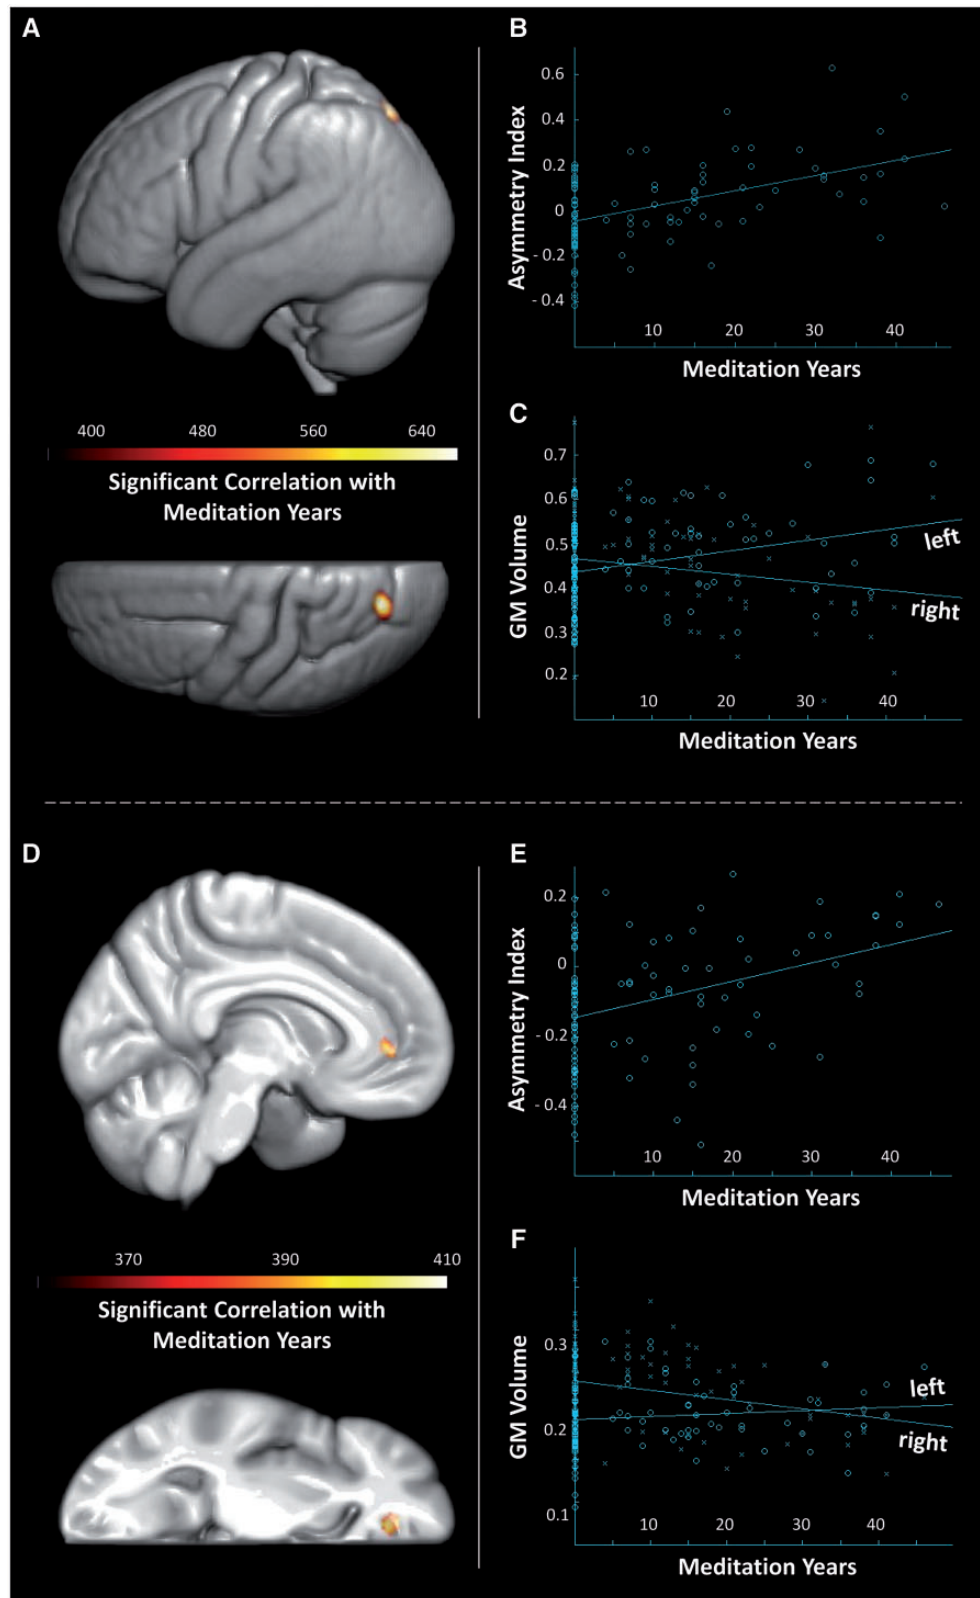 A
B
0.6
0.4
0.2
0
- 0.2
- 0.4
Asymmetry Index
10 20 30 40
Meditation Years
400 480 560 640
Significant Correlation with
Meditation Years
C
0.7
0.6
0.5
0.4
0.3
0.2
GM Volume
left
right
10 20 30 40
Meditation Years
D
E
0.2
0
- 0.2
- 0.4
Asymmetry Index
10 20 30 40
Meditation Years
370 390 410
Significant Correlation with
Meditation Years
F
0.3
0.2
0.1
GM Volume
left
right
10 20 30 40
Meditation Years